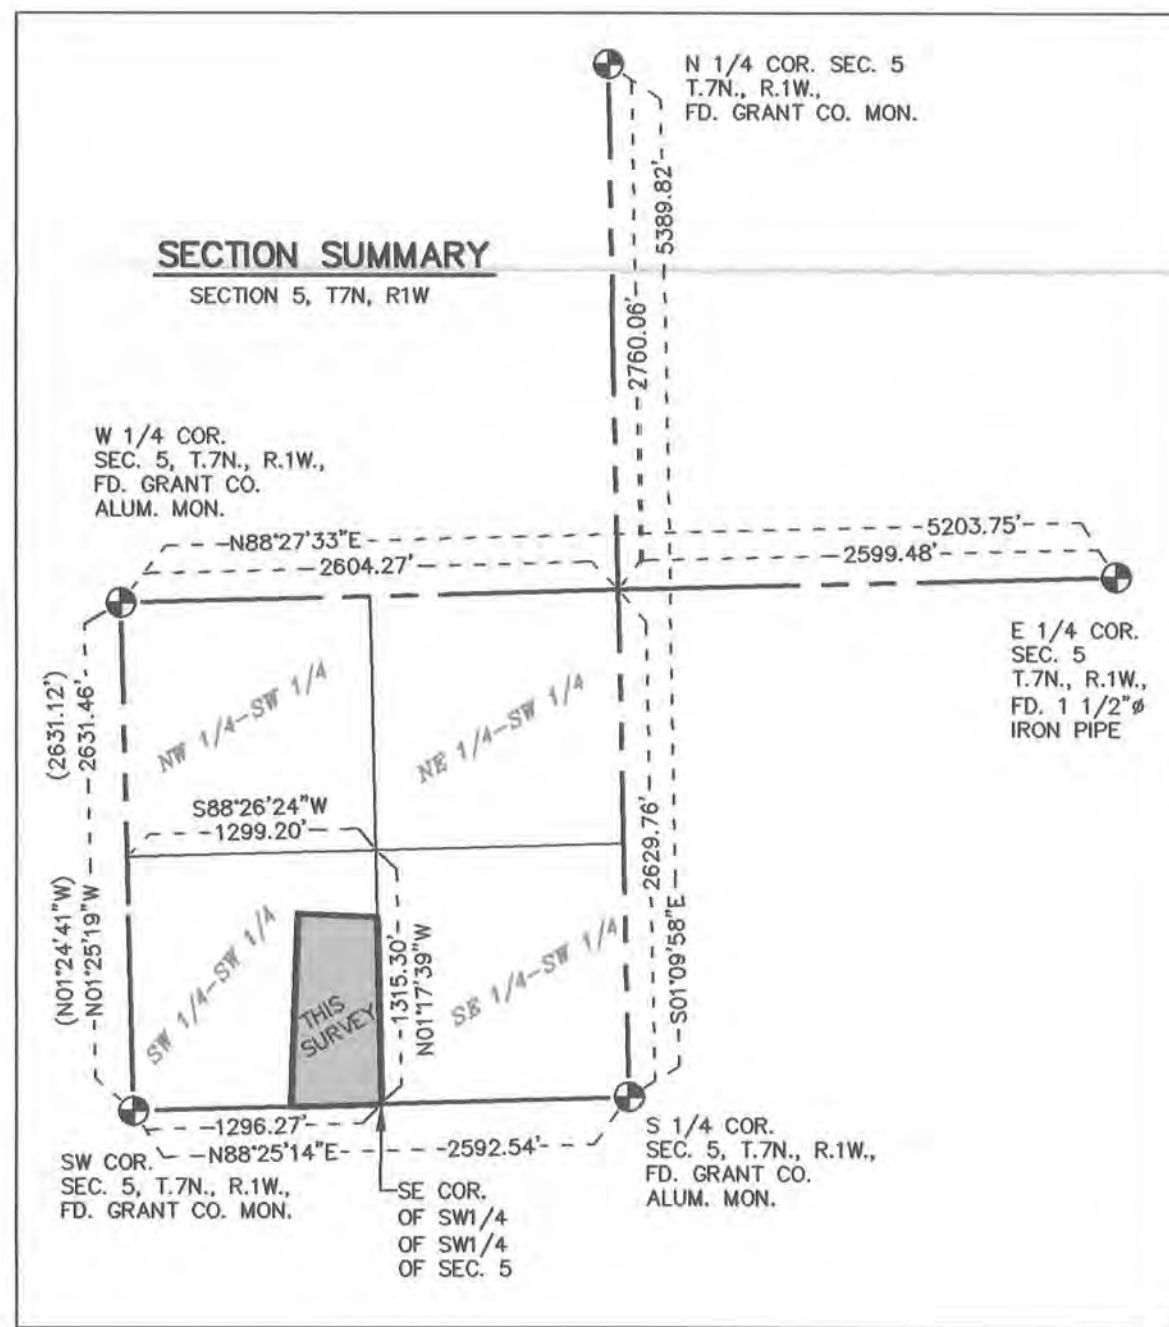 N 1/4 COR. SEC. 5
T.7N., R.1W.,
FD. GRANT CO. MON.
5389.82'
2760.06'
SECTION SUMMARY
SECTION 5, T7N, R1W
W 1/4 COR.
SEC. 5, T.7N., R.1W.,
FD. GRANT CO.
ALUM. MON.
N88°27'33"E
5203.75'
2604.27'
2599.48'
E 1/4 COR.
SEC. 5
T.7N., R.1W.,
FD. 1 1/2"ø
IRON PIPE
(2631.12')
2631.46'
NW 1/4-SW 1/4
NE 1/4-SW 1/4
S88°26'24"W
1299.20'
2629.76'
(N01°24'41"W)
N01°25'19"W
SW 1/4-SW 1/4
THIS
SURVEY
1315.30'
N01°17'39"W
SE 1/4-SW 1/4
S01°09'58"E
1296.27'
N88°25'14"E
2592.54'
SW COR.
SEC. 5, T.7N., R.1W.,
FD. GRANT CO. MON.
SE COR.
OF SW1/4
OF SW1/4
OF SEC. 5
S 1/4 COR.
SEC. 5, T.7N., R.1W.,
FD. GRANT CO.
ALUM. MON.